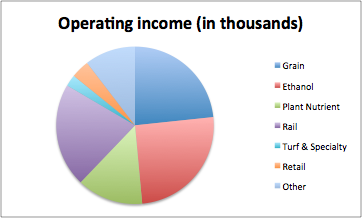 Operating income (in thousands)
Grain
Ethanol
Plant Nutrient
Rail
Turf & Specialty
Retail
Other